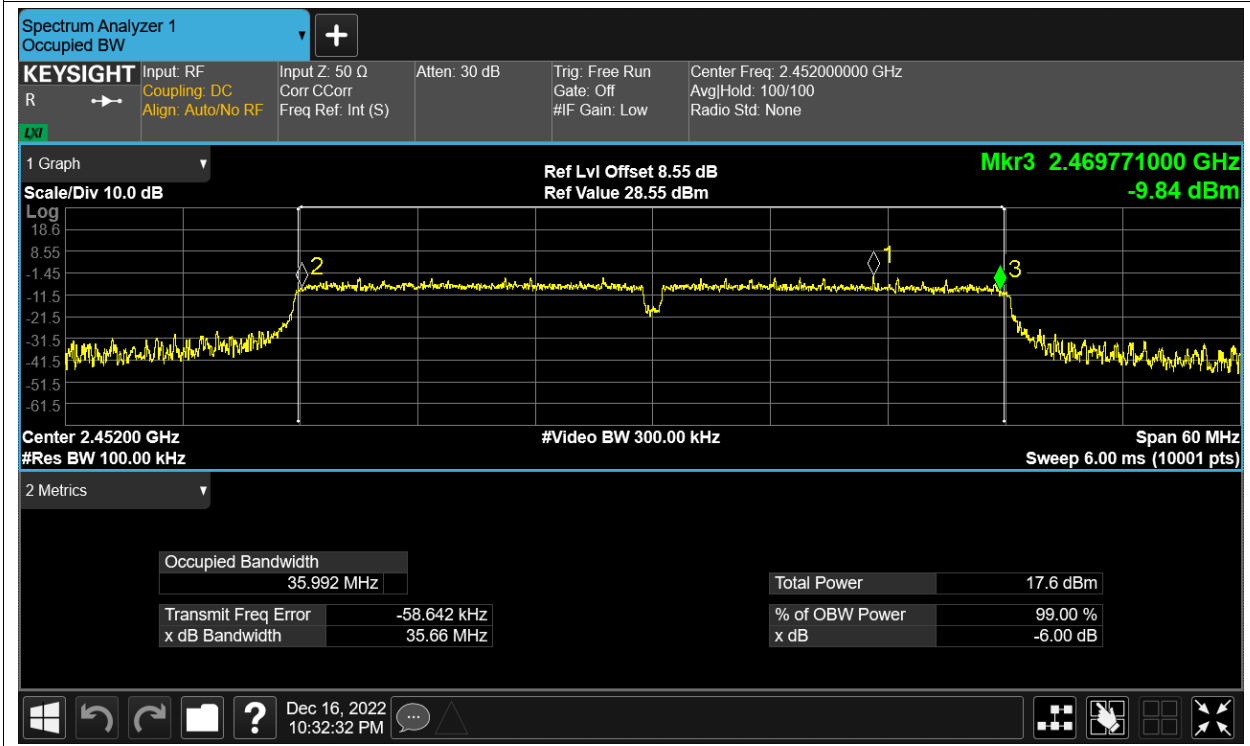 Spectrum Analyzer 1
Occupied BW
+
KEYSIGHT
R
LXI
Input: RF
Coupling: DC
Align: Auto/No RF
Input Z: 50 Ω
Corr CCorr
Freq Ref: Int (S)
Atten: 30 dB
Trig: Free Run
Gate: Off
#IF Gain: Low
Center Freq: 2.452000000 GHz
Avg|Hold: 100/100
Radio Std: None
1 Graph
Scale/Div 10.0 dB
Ref Lvl Offset 8.55 dB
Ref Value 28.55 dBm
Mkr3 2.469771000 GHz
-9.84 dBm
Log
18.6
8.55
-1.45
-11.5
-21.5
-31.5
-41.5
-51.5
-61.5
2
1
3
Center 2.45200 GHz
#Res BW 100.00 kHz
#Video BW 300.00 kHz
Span 60 MHz
Sweep 6.00 ms (10001 pts)
2 Metrics
Occupied Bandwidth
35.992 MHz
Transmit Freq Error -58.642 kHz
x dB Bandwidth 35.66 MHz
Total Power 17.6 dBm
% of OBW Power 99.00 %
x dB -6.00 dB
?
Dec 16, 2022
10:32:32 PM